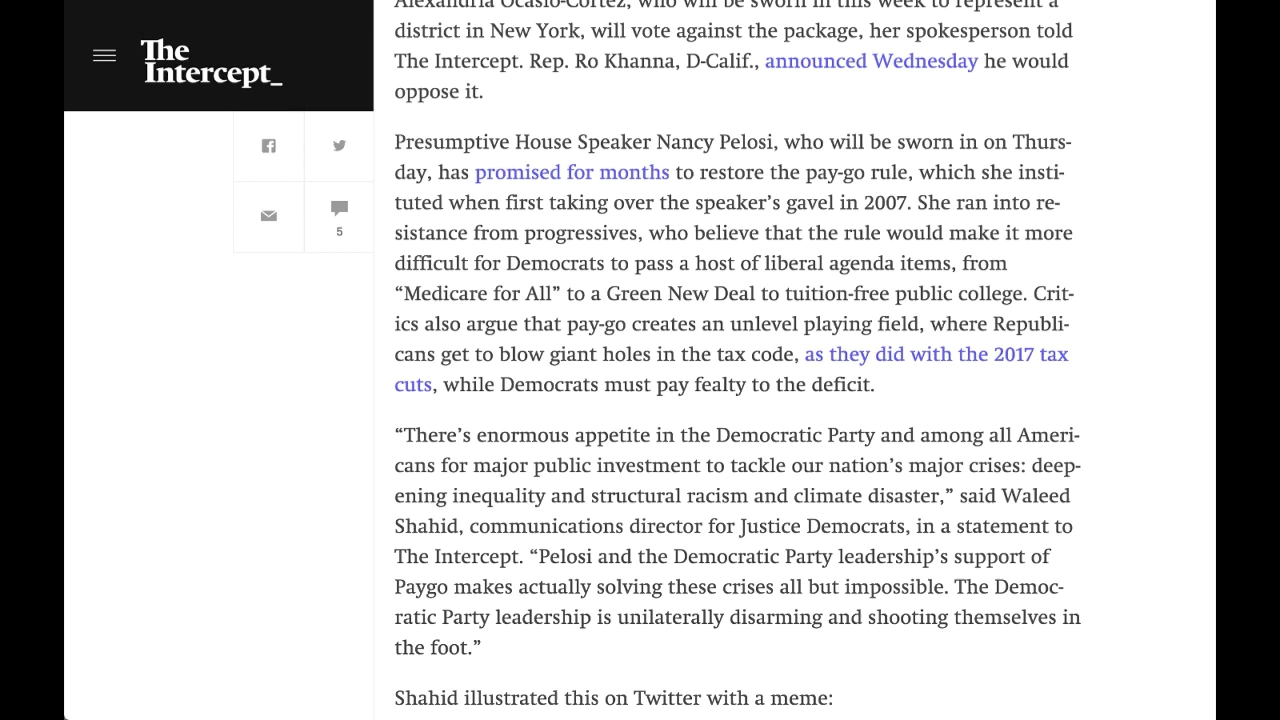 Alexandria Ocasio-Cortez, who will be sworn in this week to represent a
district in New York, will vote against the package, her spokesperson told
The Intercept. Rep. Ro Khanna, D-Calif., announced Wednesday he would
oppose it.
The
Intercept_
5
Presumptive House Speaker Nancy Pelosi, who will be sworn in on Thurs-
day, has promised for months to restore the pay-go rule, which she insti-
tuted when first taking over the speaker’s gavel in 2007. She ran into re-
sistance from progressives, who believe that the rule would make it more
difficult for Democrats to pass a host of liberal agenda items, from
“Medicare for All” to a Green New Deal to tuition-free public college. Crit-
ics also argue that pay-go creates an unlevel playing field, where Republi-
cans get to blow giant holes in the tax code, as they did with the 2017 tax
cuts, while Democrats must pay fealty to the deficit.
“There’s enormous appetite in the Democratic Party and among all Ameri-
cans for major public investment to tackle our nation’s major crises: deep-
ening inequality and structural racism and climate disaster,” said Waleed
Shahid, communications director for Justice Democrats, in a statement to
The Intercept. “Pelosi and the Democratic Party leadership’s support of
Paygo makes actually solving these crises all but impossible. The Democ-
ratic Party leadership is unilaterally disarming and shooting themselves in
the foot.”
Shahid illustrated this on Twitter with a meme: